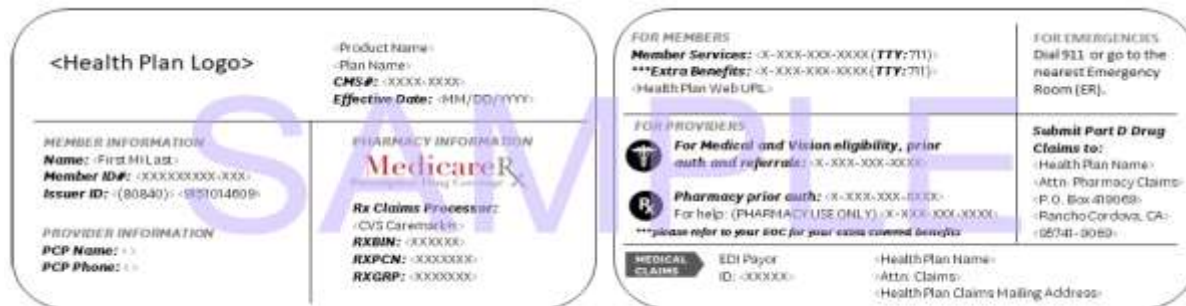 <Health Plan Logo>
<Product Name>
<Plan Name>
CMS#: <XXXX-XXXX>
Effective Date: <MM/DD/YYYY>
MEMBER INFORMATION
Name: <First MI Last>
Member ID#: <XXXXXXXXX-XXX>
Issuer ID: <(80840)> <9151014609>
PROVIDER INFORMATION
PCP Name: < >
PCP Phone: < >
PHARMACY INFORMATION
MedicareRx
Prescription Drug Coverage
Rx Claims Processor:
<CVS Caremark>
RXBIN: <XXXXXX>
RXPCN: <XXXXXXX>
RXGRP: <XXXXXXX>
FOR MEMBERS
Member Services: <X-XXX-XXX-XXXX (TTY: 711)>
***Extra Benefits: <X-XXX-XXX-XXXX (TTY: 711)>
<Health Plan Web URL>
FOR EMERGENCIES
Dial 911 or go to the
nearest Emergency
Room (ER).
FOR PROVIDERS
For Medical and Vision eligibility, prior
auth and referrals: <X-XXX-XXX-XXXX>
Rx
Pharmacy prior auth: <X-XXX-XXX-XXXX>
For help: (PHARMACY USE ONLY) <X-XXX-XXX-XXXX>
***please refer to your EOC for your extra covered benefits
Submit Part D Drug
Claims to:
<Health Plan Name>
<Attn: Pharmacy Claims>
<P.O. Box 419069>
<Rancho Cordova, CA>
<95741-9069>
MEDICAL
CLAIMS
EDI Payor
ID: <XXXXX>
<Health Plan Name>
<Attn: Claims>
<Health Plan Claims Mailing Address>
SAMPLE